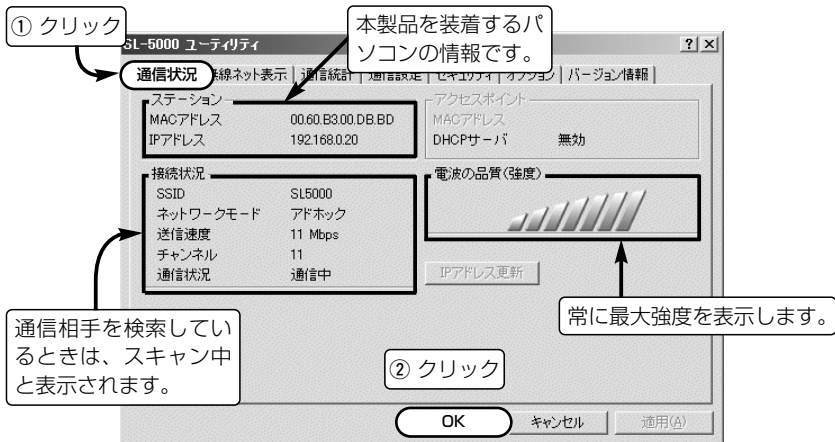 ① クリック
本製品を装着するパ
ソコンの情報です。
SL-5000 ユーティリティ
通信状況 無線ネット表示 通信統計 通信設定 セキュリティ オプション バージョン情報
ステーション
MACアドレス 00.60.B3.00.DB.BD
IPアドレス 192.168.0.20
アクセスポイント
MACアドレス
DHCPサーバ 無効
接続状況
SSID SL5000
ネットワークモード アドホック
送信速度 11 Mbps
チャンネル 11
通信状況 通信中
電波の品質(強度)
IPアドレス更新
通信相手を検索してい
るときは、スキャン中
と表示されます。
常に最大強度を表示します。
② クリック
OK キャンセル 適用(A)